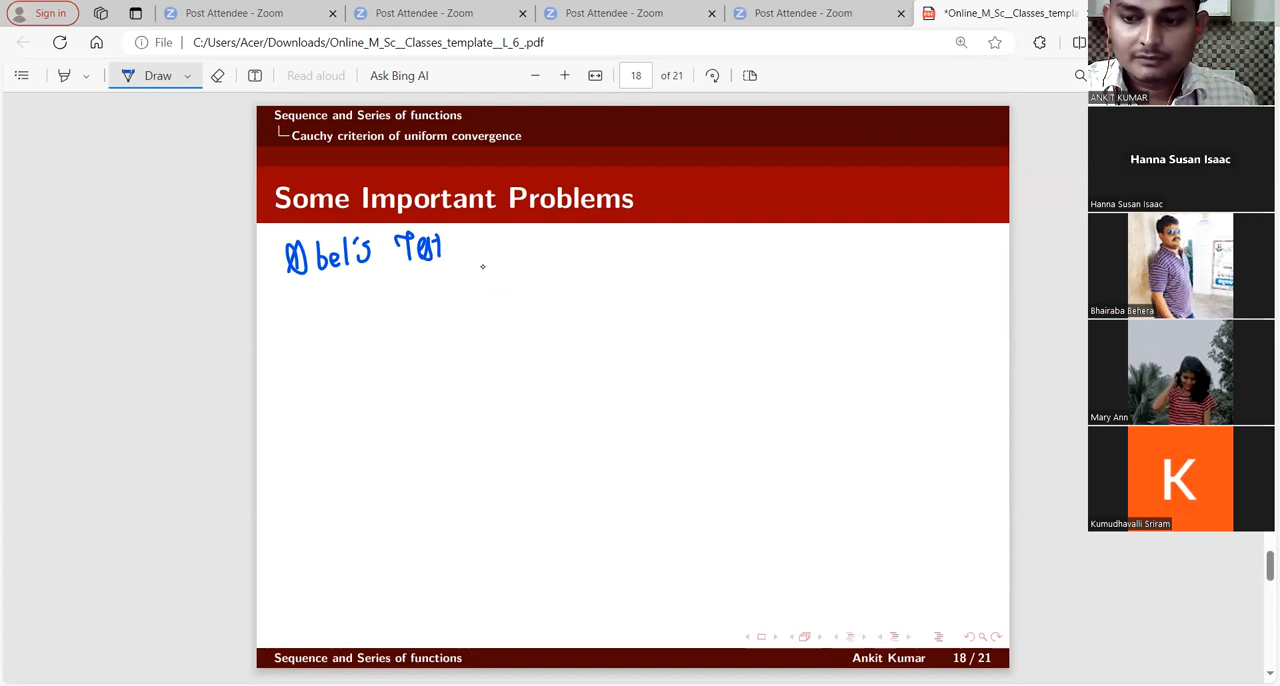 Sign in
Post Attendee - Zoom
Post Attendee - Zoom
Post Attendee - Zoom
Post Attendee - Zoom
*Online_M_Sc__Classes_templa
File
C:/Users/Acer/Downloads/Online_M_Sc__Classes_template__L_6_.pdf
Draw
Read aloud
Ask Bing AI
18 of 21
Sequence and Series of functions
Cauchy criterion of uniform convergence
Some Important Problems
Abel's Test
Sequence and Series of functions
Ankit Kumar
18 / 21
ANKIT KUMAR
Hanna Susan Isaac
Hanna Susan Isaac
Bhairaba Behera
Mary Ann
K
Kumudhavalli Sriram